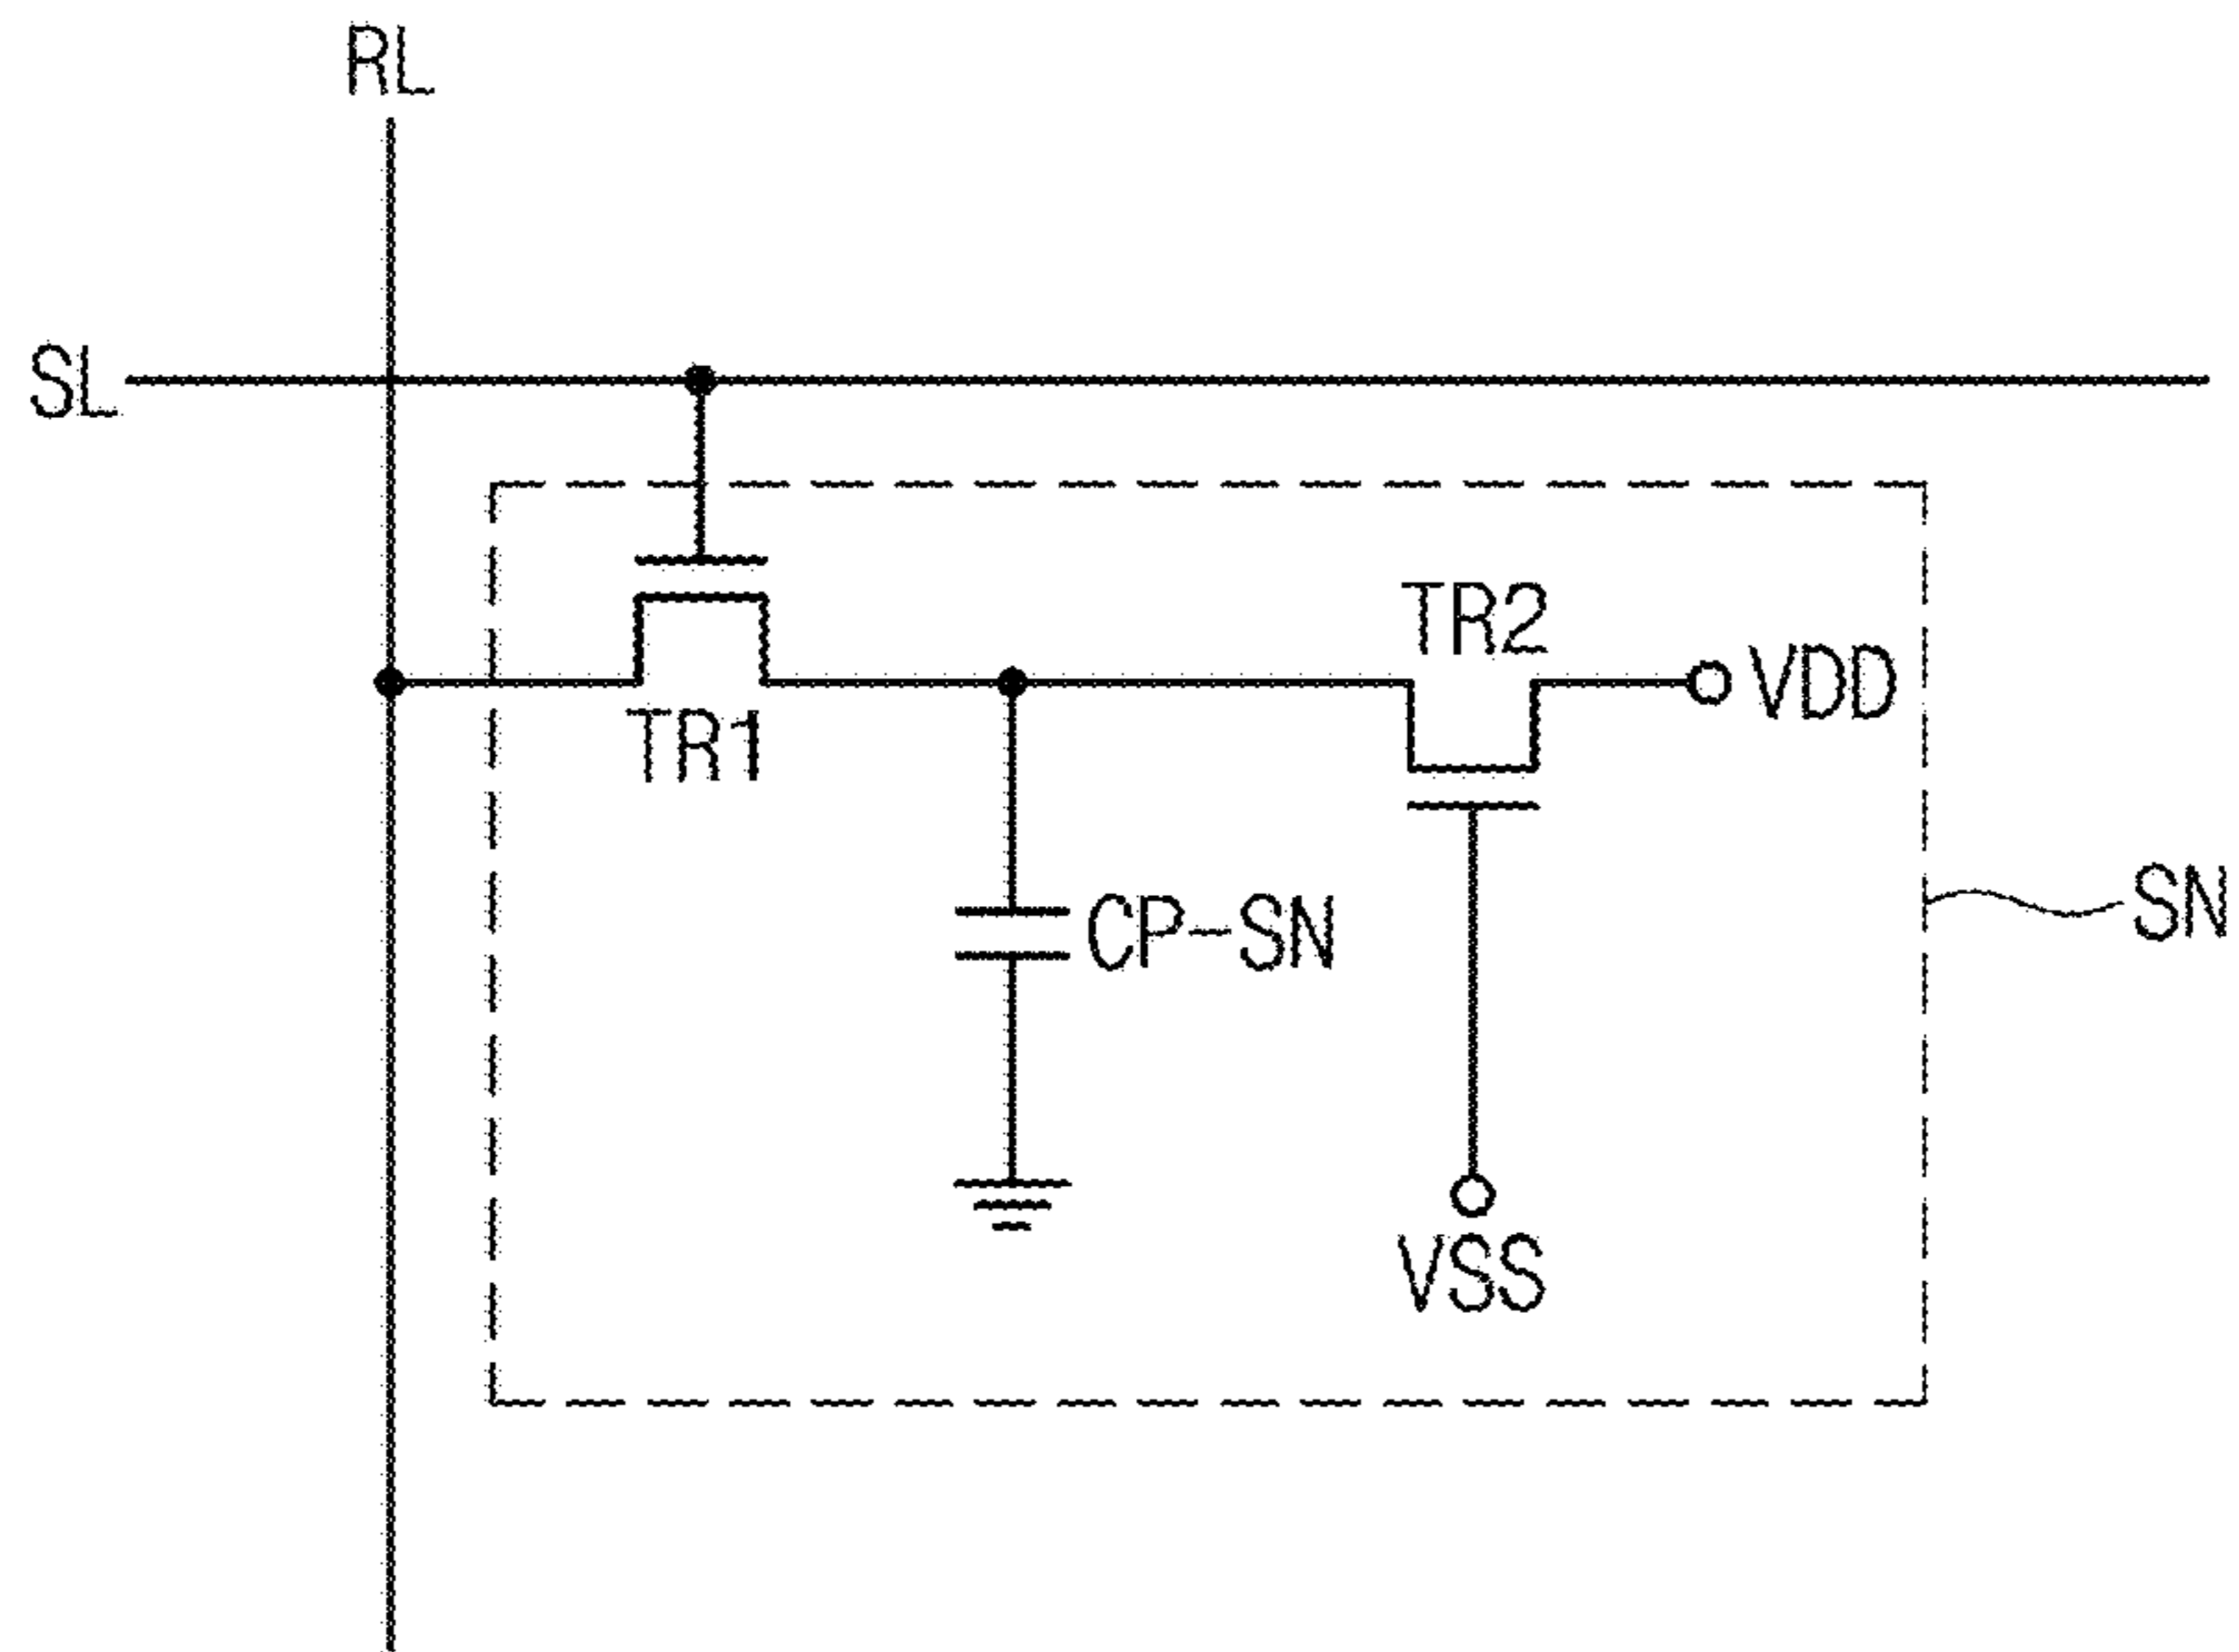 RL
SL
TR2
VDD
TR1
CP-SN
SN
VSS